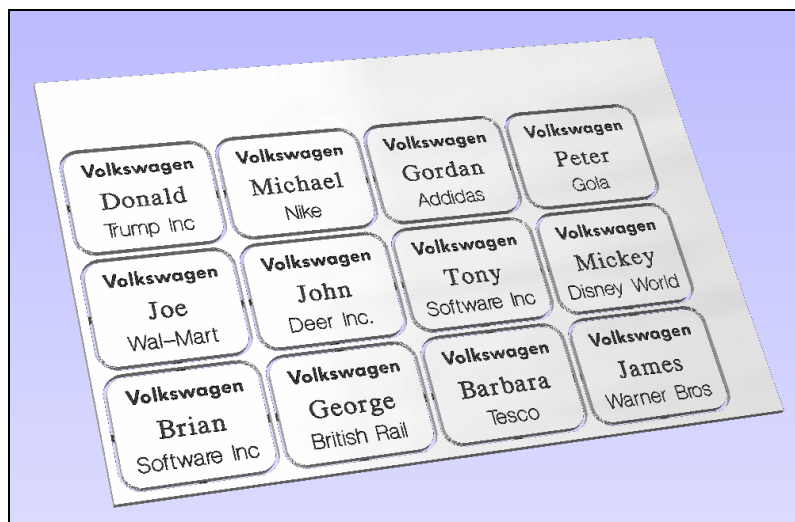 Volkswagen
Donald
Trump Inc
Volkswagen
Michael
Nike
Volkswagen
Gordan
Addidas
Volkswagen
Peter
Gola
Volkswagen
Joe
Wal-Mart
Volkswagen
John
Deer Inc.
Volkswagen
Tony
Software Inc
Volkswagen
Mickey
Disney World
Volkswagen
Brian
Software Inc
Volkswagen
George
British Rail
Volkswagen
Barbara
Tesco
Volkswagen
James
Warner Bros